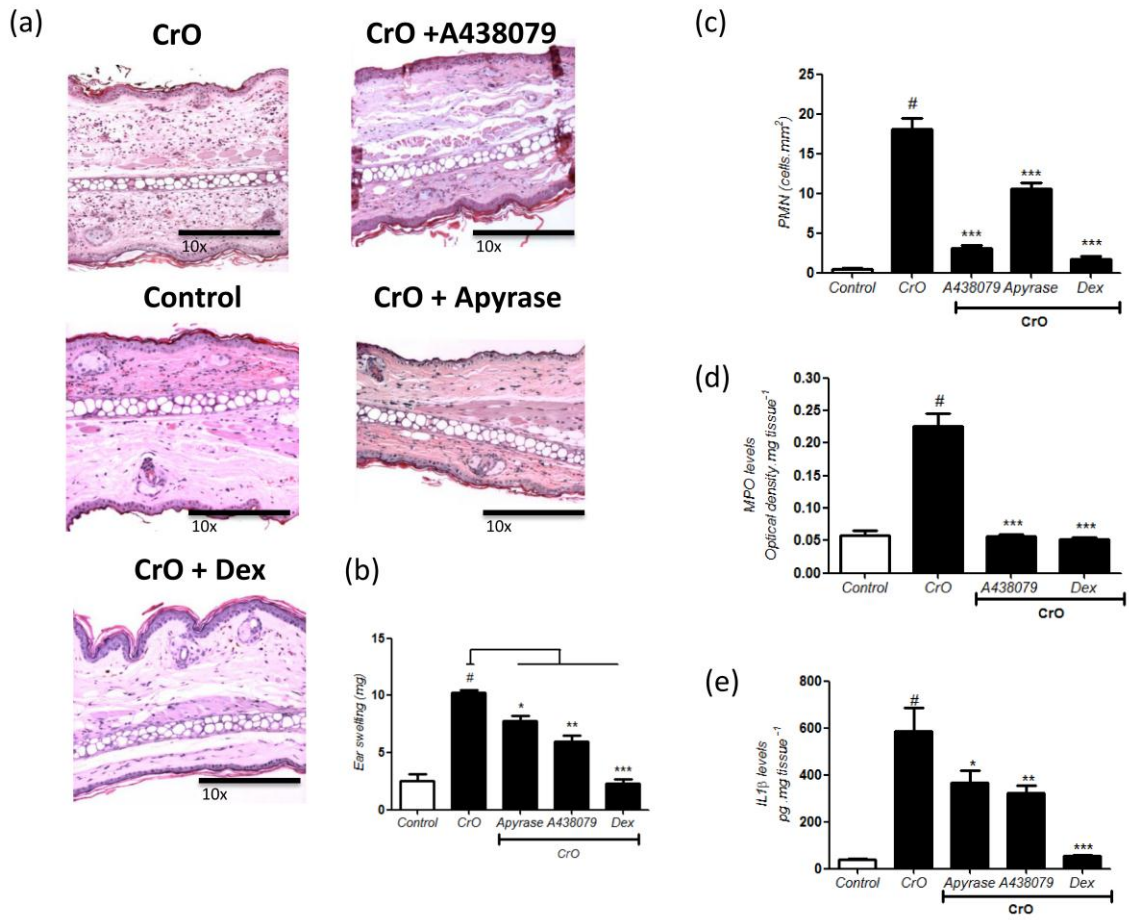 (a)
CrO
CrO +A438079
10x
10x
Control
CrO + Apyrase
10x
10x
CrO + Dex
10x
(b)
Ear swelting (mg)
15
10
5
0
#
*
**
***
Control
CrO
Apyrase
A438079
Dex
CrO
(c)
PMN (cells.mm²)
25
20
15
10
5
0
#
***
***
***
Control
CrO
A438079
Apyrase
Dex
CrO
(d)
MPO levels
Optical density.mg tissue⁻¹
0.30
0.25
0.20
0.15
0.10
0.05
0.00
#
***
***
Control
CrO
A438079
Dex
CrO
(e)
IL1β levels
pg .mg tissue⁻¹
800
600
400
200
0
#
*
**
***
Control
CrO
Apyrase
A438079
Dex
CrO